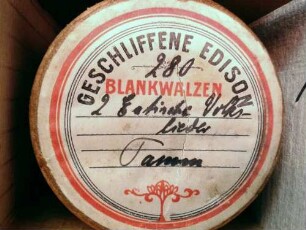 GESCHLIFFENE EDISON
280
BLANKWALZEN
2 Estnische Volks
lieder
Tamm